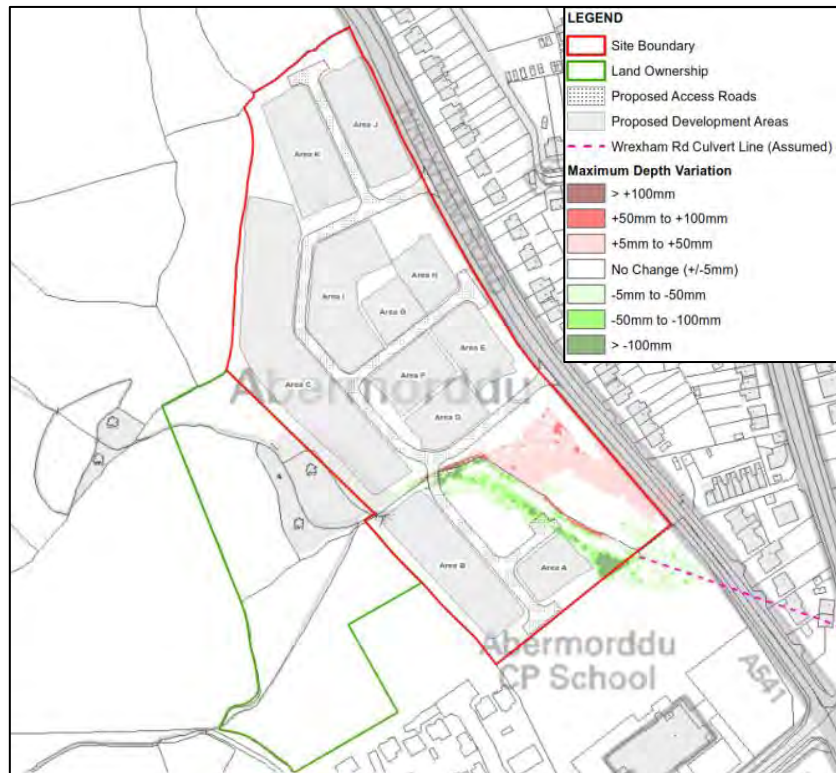 LEGEND
Site Boundary
Land Ownership
Proposed Access Roads
Proposed Development Areas
Wrexham Rd Culvert Line (Assumed)
Maximum Depth Variation
> +100mm
+50mm to +100mm
+5mm to +50mm
No Change (+/-5mm)
-5mm to -50mm
-50mm to -100mm
> -100mm
Area J
Area K
Area H
Area I
Area G
Area E
Area F
Area C
Abermorddu
Area D
Area B
Area A
Abermorddu
CP School
A541